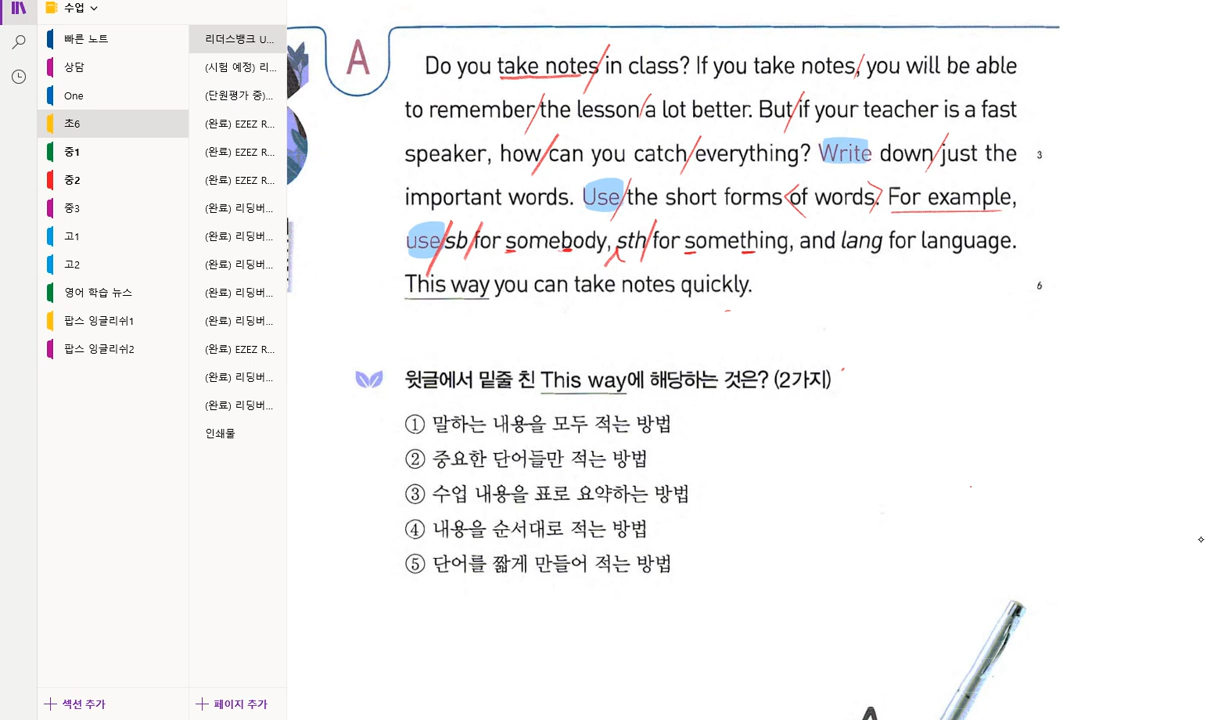 수업
빠른 노트
상담
One
초6
중1
중2
중3
고1
고2
영어 학습 뉴스
팝스 잉글리쉬1
팝스 잉글리쉬2
섹션 추가
리더스뱅크 U...
(시험 예정) 리...
(단원평가 중)...
(완료) EZEZ R...
(완료) EZEZ R...
(완료) EZEZ R...
(완료) 리딩버...
(완료) 리딩버...
(완료) 리딩버...
(완료) 리딩버...
(완료) 리딩버...
(완료) EZEZ R...
(완료) 리딩버...
(완료) 리딩버...
인쇄물
페이지 추가
A
Do you take notes in class? If you take notes, you will be able
to remember the lesson a lot better. But if your teacher is a fast
speaker, how can you catch everything? Write down just the
3
important words. Use the short forms of words. For example,
use sb for somebody, sth for something, and lang for language.
This way you can take notes quickly.
6
윗글에서 밑줄 친 This way에 해당하는 것은? (2가지)
① 말하는 내용을 모두 적는 방법
② 중요한 단어들만 적는 방법
③ 수업 내용을 표로 요약하는 방법
④ 내용을 순서대로 적는 방법
⑤ 단어를 짧게 만들어 적는 방법
A